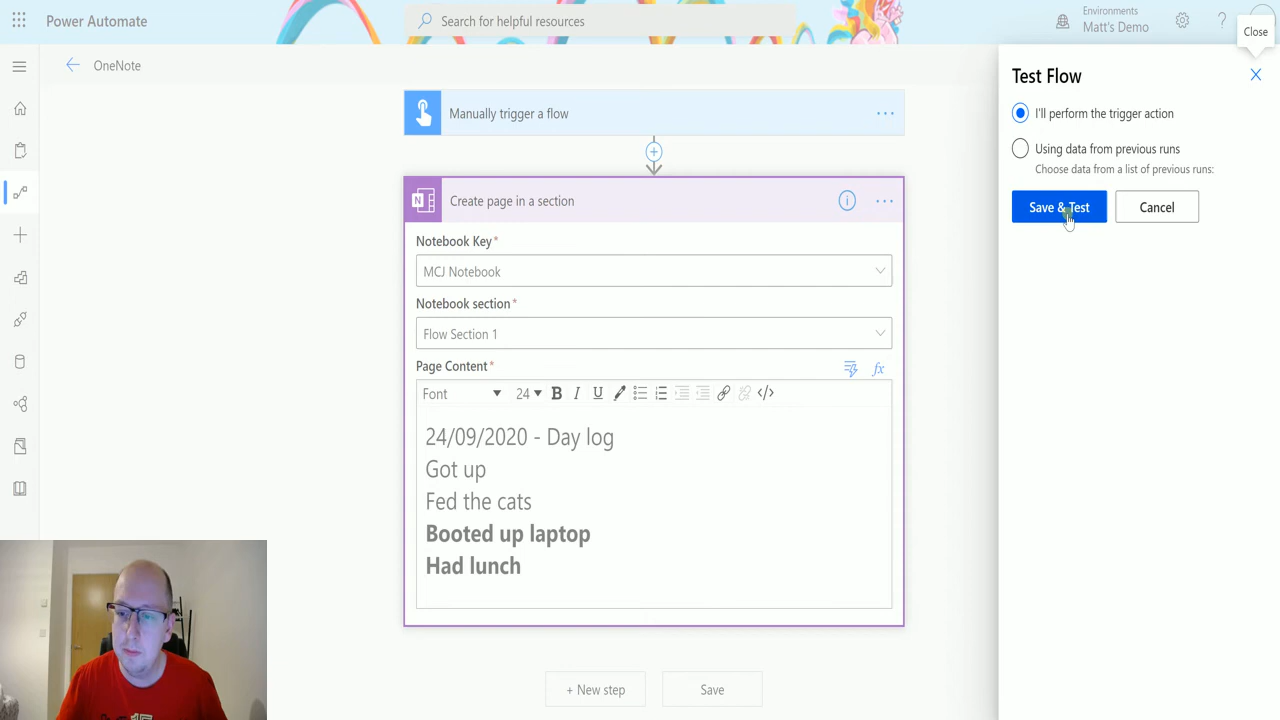 Power Automate
Search for helpful resources
Environments
Matt's Demo
?
Close
OneNote
Manually trigger a flow
Create page in a section
Notebook Key*
MCJ Notebook
Notebook section*
Flow Section 1
Page Content*
fx
Font 24 B I U </>
24/09/2020 - Day log
Got up
Fed the cats
Booted up laptop
Had lunch
+ New step
Save
Test Flow
I'll perform the trigger action
Using data from previous runs
Choose data from a list of previous runs:
Save & Test
Cancel